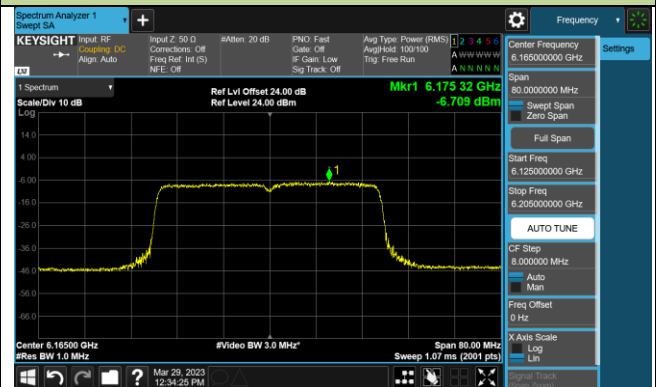 Spectrum Analyzer 1
Swept SA
Frequency
KEYSIGHT
Input: RF
Coupling: DC
Align: Auto
Input Z: 50 Ω
Corrections: Off
Freq Ref: Int (S)
NFE: Off
#Atten: 20 dB
PNO: Fast
Gate: Off
IF Gain: Low
Sig Track: Off
Avg Type: Power (RMS)
Avg|Hold: 100/100
Trig: Free Run
1 2 3 4 5 6
A W W W W W
A N N N N N
LXI
1 Spectrum
Scale/Div 10 dB
Log
Ref Lvl Offset 24.00 dB
Ref Level 24.00 dBm
Mkr1 6.175 32 GHz
-6.709 dBm
14.0
4.00
-6.00
-16.0
-26.0
-36.0
-46.0
-56.0
-66.0
1
Center 6.16500 GHz
#Res BW 1.0 MHz
#Video BW 3.0 MHz*
Span 80.00 MHz
Sweep 1.07 ms (2001 pts)
Mar 29, 2023
12:34:25 PM
Center Frequency
6.165000000 GHz
Span
80.0000000 MHz
Swept Span
Zero Span
Full Span
Start Freq
6.125000000 GHz
Stop Freq
6.205000000 GHz
AUTO TUNE
CF Step
8.000000 MHz
Auto
Man
Freq Offset
0 Hz
X Axis Scale
Log
Lin
Signal Track
(Span Zoom)
Settings